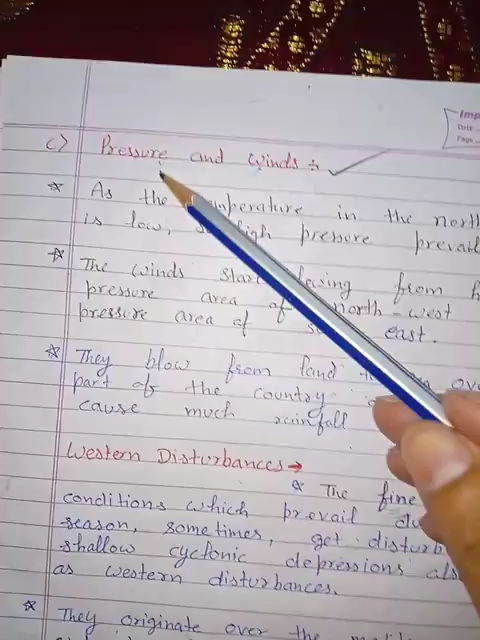 Imp
Date
Page
c) Pressure and Winds :-
* As the temperature in the north
is low, high pressure prevail
* The winds start from h
pressure area of north-west
pressure area of east.
* They blow from land over
part of the country
cause much rainfall
Western Disturbances →
* The fine
conditions which prevail du
season, sometimes, get disturb
shallow cyclonic depressions als
as western disturbances.
* They originate over the